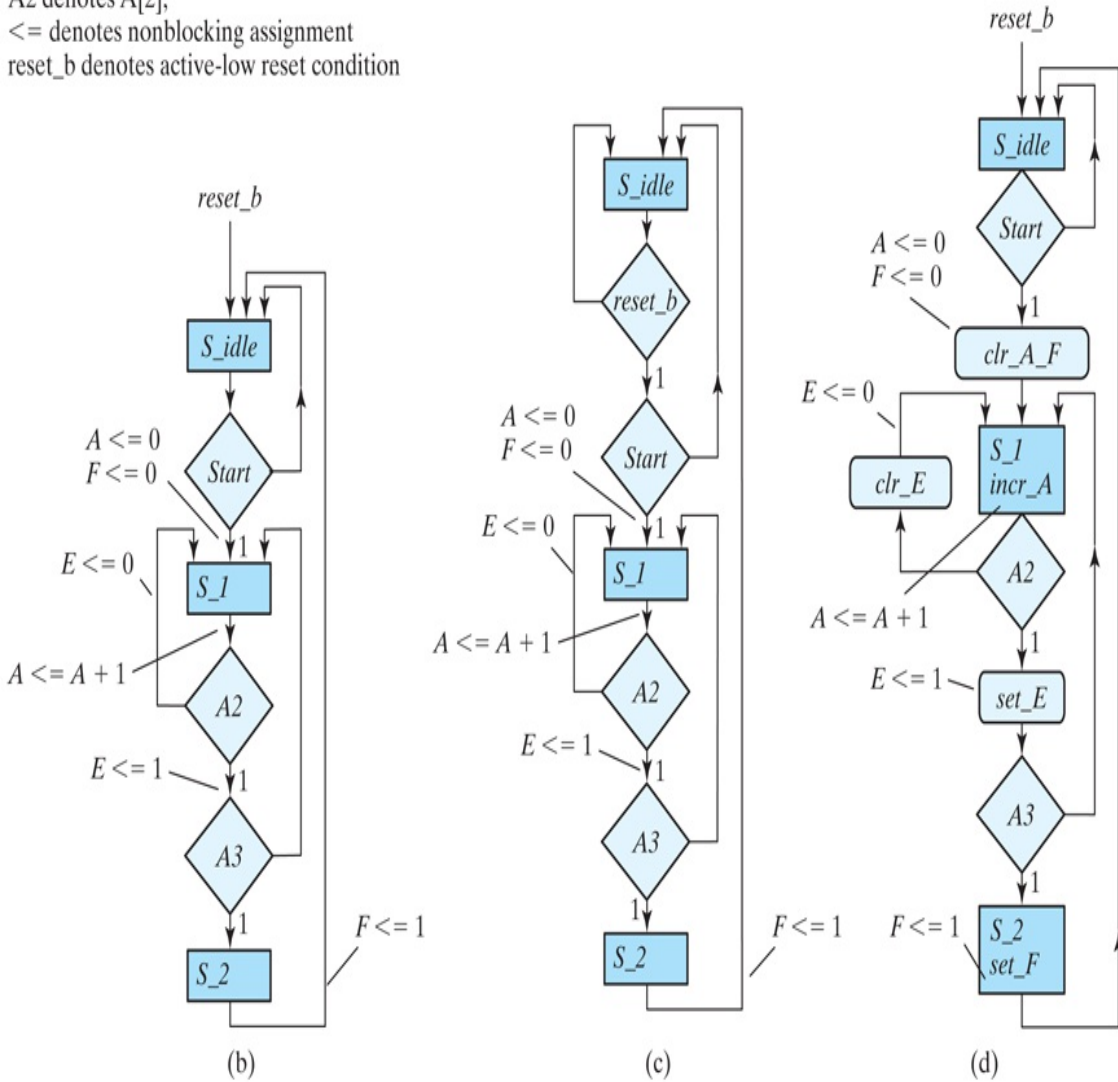 A2 denotes A[2],
<= denotes nonblocking assignment
reset_b denotes active-low reset condition
reset_b
S_idle
Start
A <= 0
F <= 0
1
E <= 0
S_1
A <= A + 1
A2
E <= 1
1
A3
1
S_2
F <= 1
(b)
S_idle
reset_b
1
A <= 0
F <= 0
Start
1
E <= 0
S_1
A <= A + 1
A2
E <= 1
1
A3
1
S_2
F <= 1
(c)
reset_b
S_idle
Start
A <= 0
F <= 0
1
clr_A_F
E <= 0
S_1
incr_A
clr_E
A2
A <= A + 1
1
E <= 1
set_E
A3
1
F <= 1
S_2
set_F
(d)